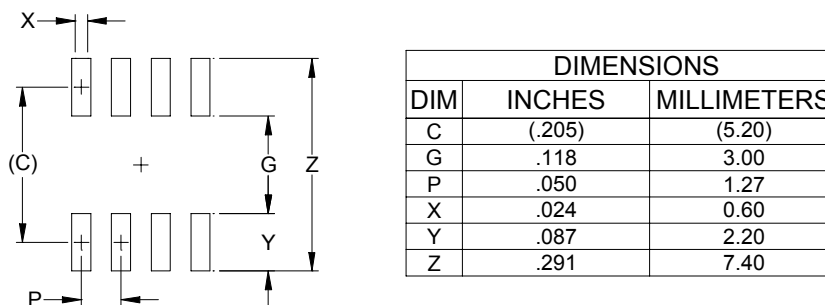 X
(C)
G
Z
Y
P
DIMENSIONS
DIM INCHES MILLIMETERS
C (.205) (5.20)
G .118 3.00
P .050 1.27
X .024 0.60
Y .087 2.20
Z .291 7.40